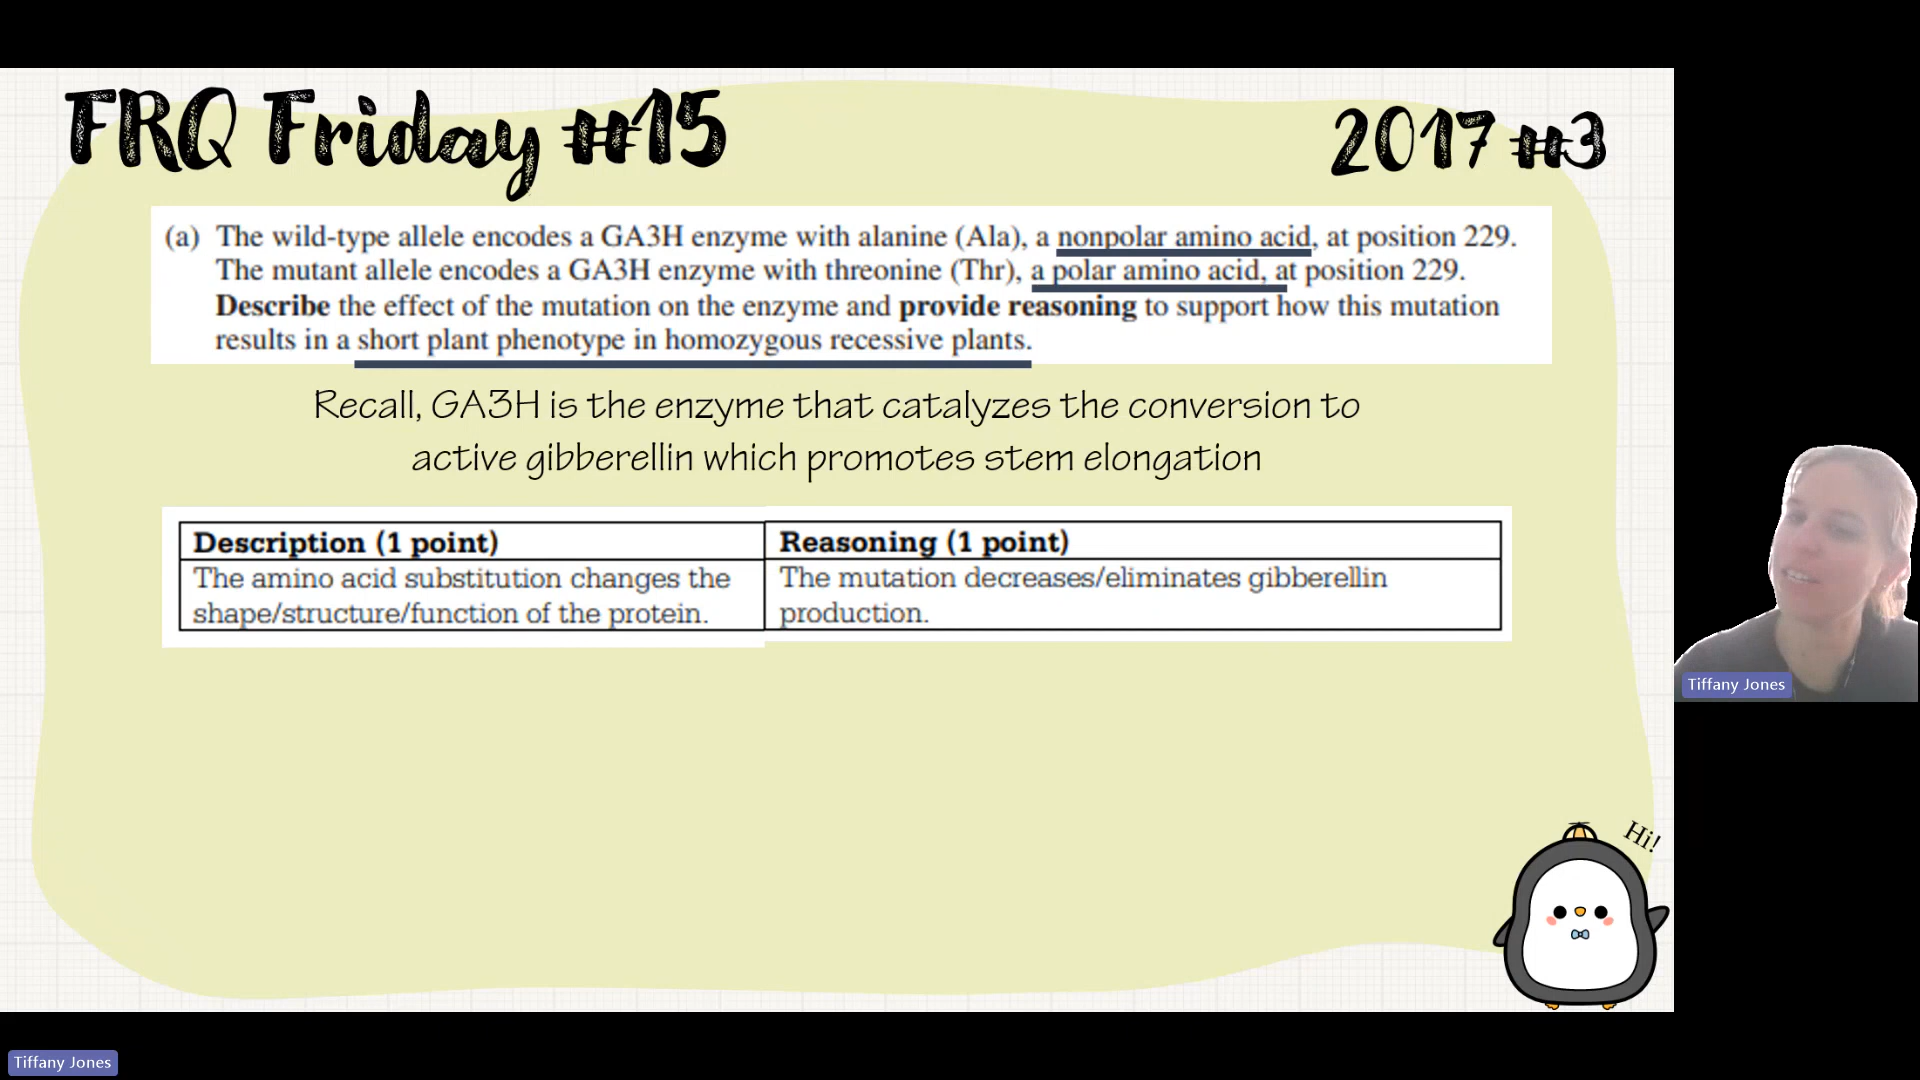 FRQ Friday #15
2017 #3
(a) The wild-type allele encodes a GA3H enzyme with alanine (Ala), a nonpolar amino acid, at position 229.
The mutant allele encodes a GA3H enzyme with threonine (Thr), a polar amino acid, at position 229.
Describe the effect of the mutation on the enzyme and provide reasoning to support how this mutation
results in a short plant phenotype in homozygous recessive plants.
Recall, GA3H is the enzyme that catalyzes the conversion to
active gibberellin which promotes stem elongation
Description (1 point)
The amino acid substitution changes the
shape/structure/function of the protein.
Reasoning (1 point)
The mutation decreases/eliminates gibberellin
production.
Tiffany Jones
Hi!
Tiffany Jones